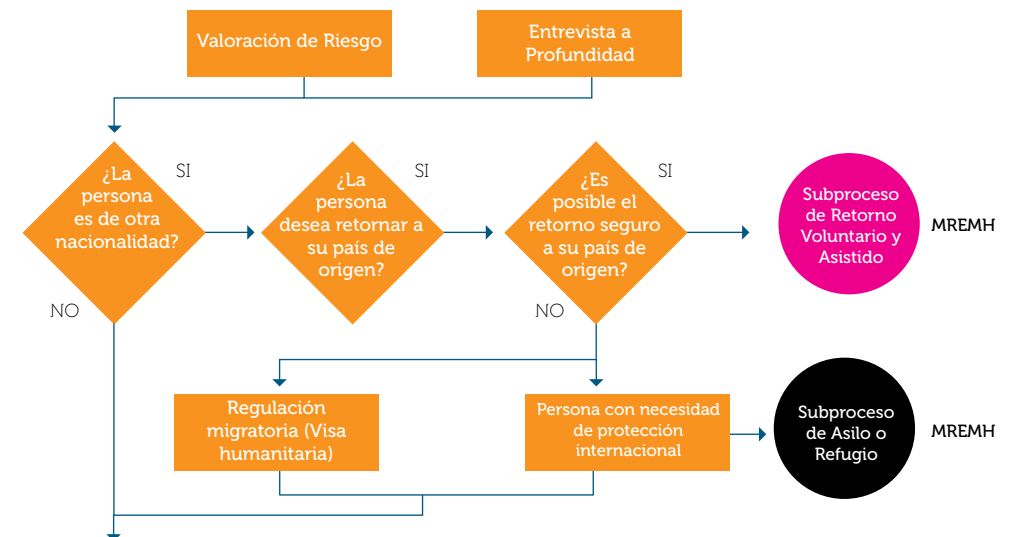 Valoración de Riesgo
Entrevista a
Profundidad
¿La
persona
es de otra
nacionalidad?
SI
NO
¿La
persona
desea retornar a
su país de
origen?
SI
¿Es
posible el
retorno seguro
a su país de
origen?
SI
NO
Subproceso
de Retorno
Voluntario y
Asistido
MREMH
Regulación
migratoria (Visa
humanitaria)
Persona con necesidad
de protección
internacional
Subproceso
de Asilo o
Refugio
MREMH